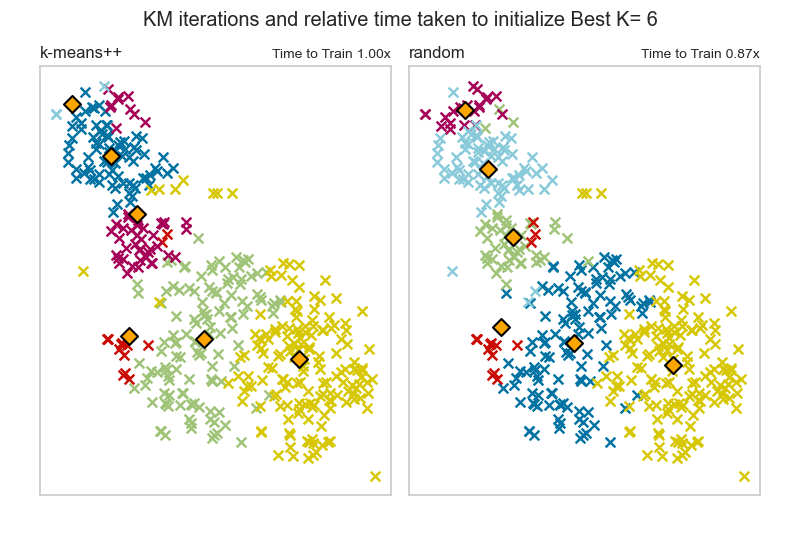 KM iterations and relative time taken to initialize Best K= 6
k-means++
Time to Train 1.00x
random
Time to Train 0.87x